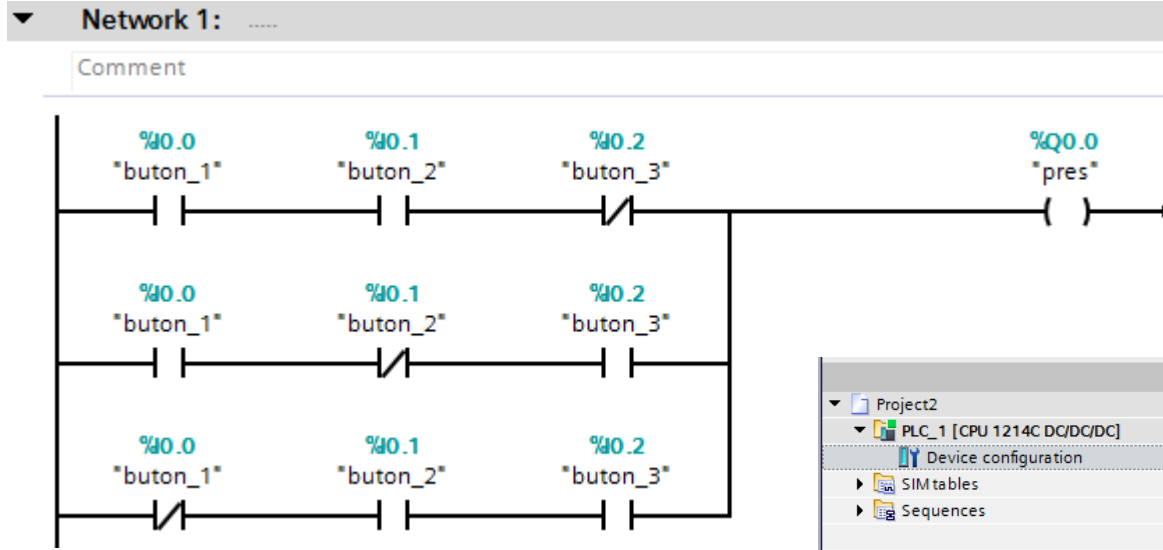 Network 1: .....
Comment
%I0.0 %I0.1 %I0.2 %Q0.0
"buton_1" "buton_2" "buton_3" "pres"
%I0.0 %I0.1 %I0.2
"buton_1" "buton_2" "buton_3"
%I0.0 %I0.1 %I0.2
"buton_1" "buton_2" "buton_3"
Project2
PLC_1 [CPU 1214C DC/DC/DC]
Device configuration
SIM tables
Sequences